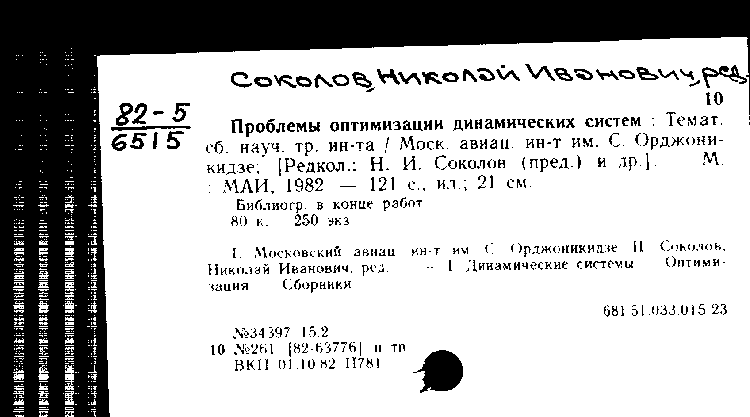 Соколов, Николай Иванович, ред.
10
82-5
6515
Проблемы оптимизации динамических систем : Темат.
сб. науч. тр. ин-та / Моск. авиац. ин-т им. С. Орджони-
кидзе; [Редкол.: Н. И. Соколов (пред.) и др.]. М.
: МАИ, 1982 — 121 с., ил.; 21 см.
Библиогр. в конце работ
80 к. 250 экз
I. Московский авиац ин-т им С Орджоникидзе II Соколов,
Николай Иванович, ред. — 1 Динамические системы Оптими-
зация Сборники
681 51.033.015 23
№34397 15.2
10 №261 [82-63776] п тр
ВКП 01.10 82 П781